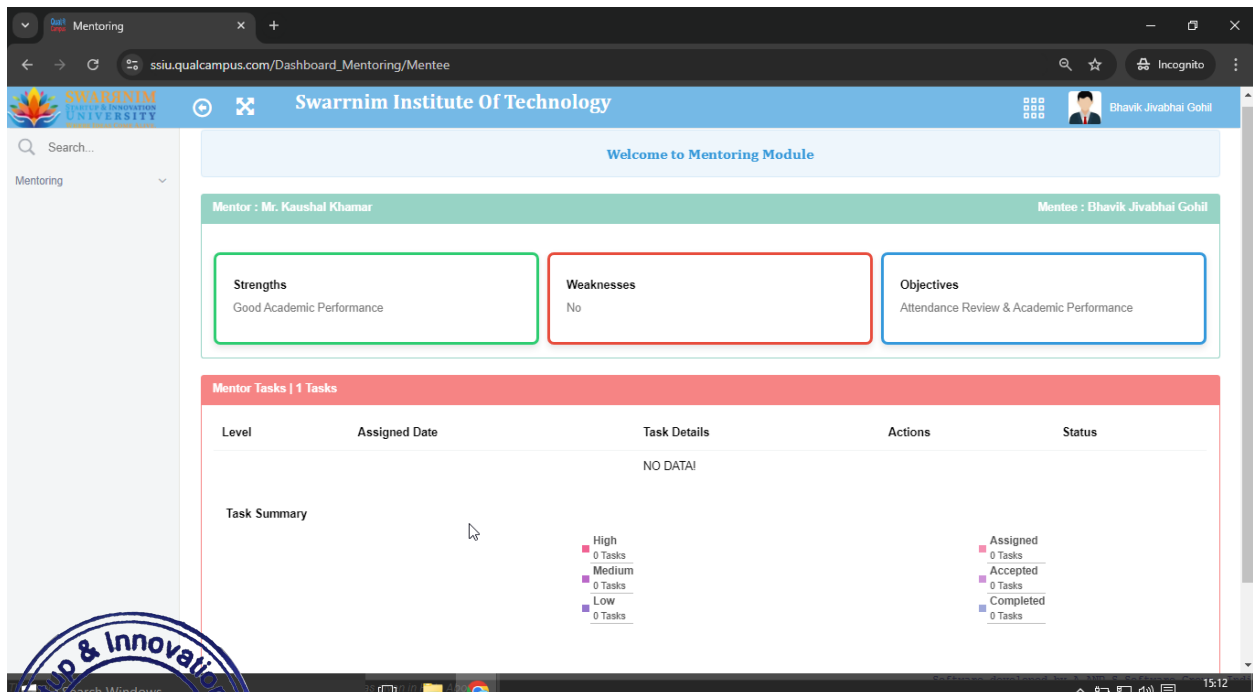 Mentoring
ssiu.qualcampus.com/Dashboard_Mentoring/Mentee
Incognito
SWARRNIM
STARTUP & INNOVATION
UNIVERSITY
Swarrnim Institute Of Technology
Bhavik Jivabhai Gohil
Search...
Welcome to Mentoring Module
Mentoring
Mentor : Mr. Kaushal Khamar
Mentee : Bhavik Jivabhai Gohil
Strengths
Good Academic Performance
Weaknesses
No
Objectives
Attendance Review & Academic Performance
Mentor Tasks | 1 Tasks
Level Assigned Date Task Details Actions Status
NO DATA!
Task Summary
High
0 Tasks
Medium
0 Tasks
Low
0 Tasks
Assigned
0 Tasks
Accepted
0 Tasks
Completed
0 Tasks
& Innovatio
Search Windows
15:12